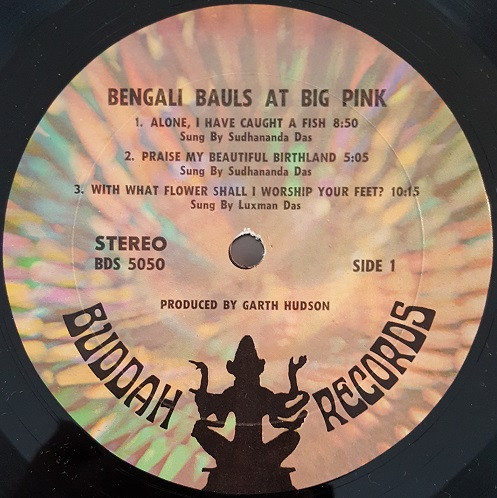 BENGALI BAULS AT BIG PINK
1. ALONE, I HAVE CAUGHT A FISH 8:50
Sung By Sudhananda Das
2. PRAISE MY BEAUTIFUL BIRTHLAND 5:05
Sung By Sudhananda Das
3. WITH WHAT FLOWER SHALL I WORSHIP YOUR FEET? 10:15
Sung By Luxman Das
STEREO
BDS 5050
SIDE 1
PRODUCED BY GARTH HUDSON
BUDDAH RECORDS